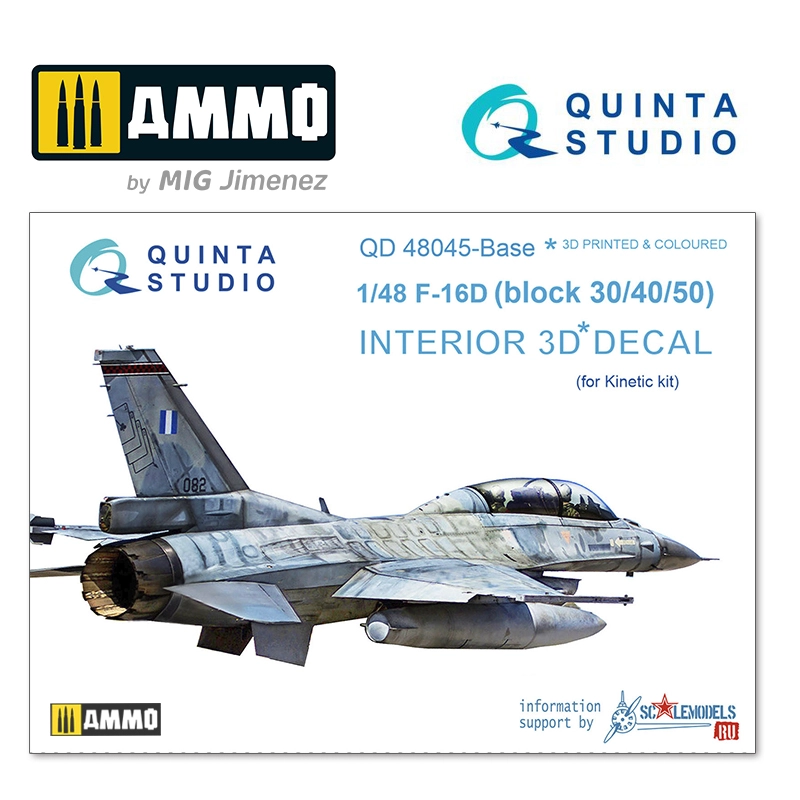 AMMO
by MIG Jimenez
QUINTA
STUDIO
QUINTA
STUDIO
QD 48045-Base * 3D PRINTED & COLOURED
1/48 F-16D (block 30/40/50)
INTERIOR 3D* DECAL
(for Kinetic kit)
082
AMMO
information
support by
SCALEMODELS
RU